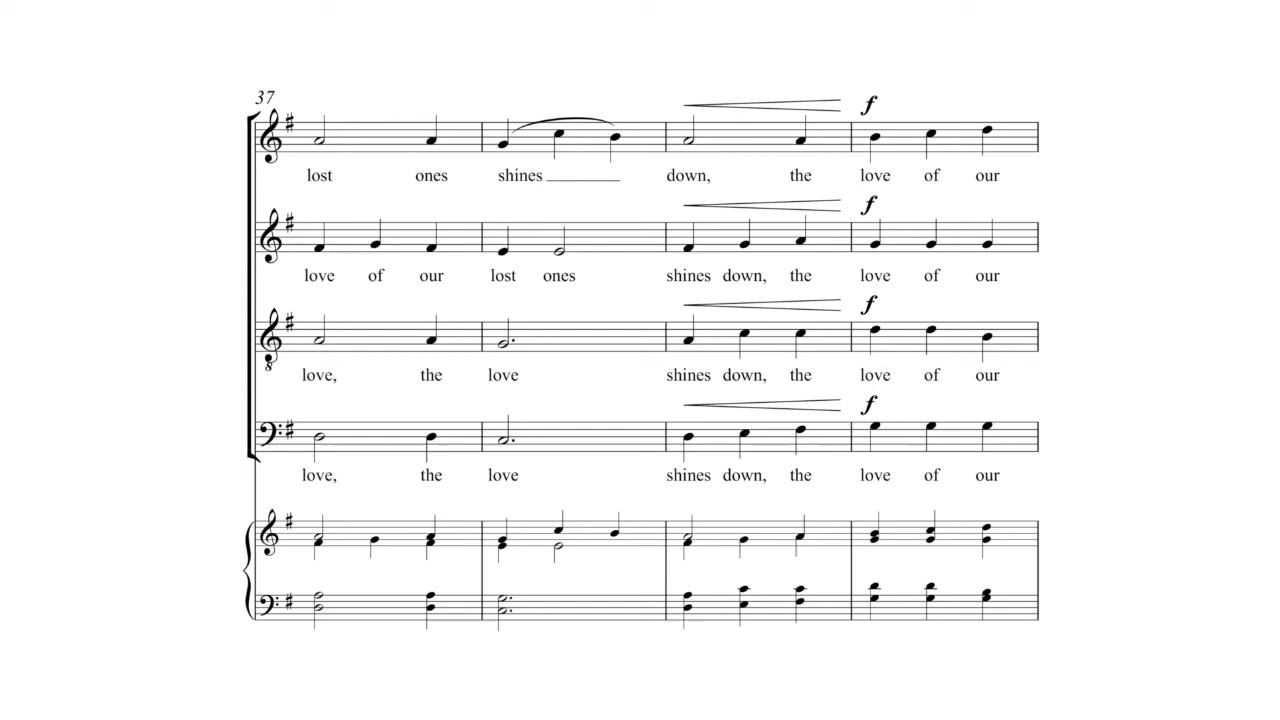 37
f
lost ones shines down, the love of our
f
love of our lost ones shines down, the love of our
f
love, the love shines down, the love of our
8
f
love, the love shines down, the love of our